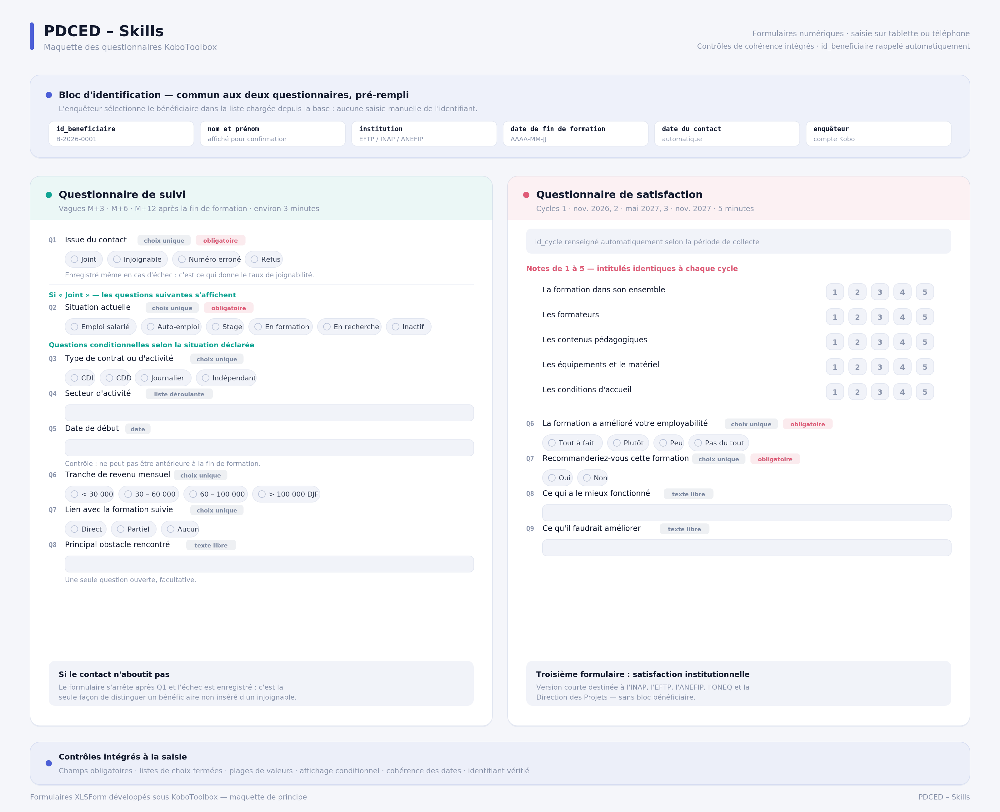 PDCED – Skills
Maquette des questionnaires KoboToolbox
Formulaires numériques · saisie sur tablette ou téléphone
Contrôles de cohérence intégrés · id_beneficiaire rappelé automatiquement
Bloc d'identification — commun aux deux questionnaires, pré-rempli
L'enquêteur sélectionne le bénéficiaire dans la liste chargée depuis la base : aucune saisie manuelle de l'identifiant.
id_beneficiaire
B-2026-0001
nom et prénom
affiché pour confirmation
institution
EFTP / INAP / ANEFIP
date de fin de formation
AAAA-MM-JJ
date du contact
automatique
enquêteur
compte Kobo
Questionnaire de suivi
Vagues M+3 · M+6 · M+12 après la fin de formation · environ 3 minutes
Q1 Issue du contact choix unique obligatoire
Joint Injoignable Numéro erroné Refus
Enregistré même en cas d'échec : c'est ce qui donne le taux de joignabilité.
Si « Joint » — les questions suivantes s'affichent
Q2 Situation actuelle choix unique obligatoire
Emploi salarié Auto-emploi Stage En formation En recherche Inactif
Questions conditionnelles selon la situation déclarée
Q3 Type de contrat ou d'activité choix unique
CDI CDD Journalier Indépendant
Q4 Secteur d'activité liste déroulante
Q5 Date de début date
Contrôle : ne peut pas être antérieure à la fin de formation.
Q6 Tranche de revenu mensuel choix unique
< 30 000 30 – 60 000 60 – 100 000 > 100 000 DJF
Q7 Lien avec la formation suivie choix unique
Direct Partiel Aucun
Q8 Principal obstacle rencontré texte libre
Une seule question ouverte, facultative.
Si le contact n'aboutit pas
Le formulaire s'arrête après Q1 et l'échec est enregistré : c'est la
seule façon de distinguer un bénéficiaire non inséré d'un injoignable.
Questionnaire de satisfaction
Cycles 1 · nov. 2026, 2 · mai 2027, 3 · nov. 2027 · 5 minutes
id_cycle renseigné automatiquement selon la période de collecte
Notes de 1 à 5 — intitulés identiques à chaque cycle
La formation dans son ensemble 1 2 3 4 5
Les formateurs 1 2 3 4 5
Les contenus pédagogiques 1 2 3 4 5
Les équipements et le matériel 1 2 3 4 5
Les conditions d'accueil 1 2 3 4 5
Q6 La formation a amélioré votre employabilité choix unique obligatoire
Tout à fait Plutôt Peu Pas du tout
Q7 Recommanderiez-vous cette formation choix unique obligatoire
Oui Non
Q8 Ce qui a le mieux fonctionné texte libre
Q9 Ce qu'il faudrait améliorer texte libre
Troisième formulaire : satisfaction institutionnelle
Version courte destinée à l'INAP, l'EFTP, l'ANEFIP, l'ONEQ et la
Direction des Projets — sans bloc bénéficiaire.
Contrôles intégrés à la saisie
Champs obligatoires · listes de choix fermées · plages de valeurs · affichage conditionnel · cohérence des dates · identifiant vérifié
Formulaires XLSForm développés sous KoboToolbox — maquette de principe
PDCED – Skills